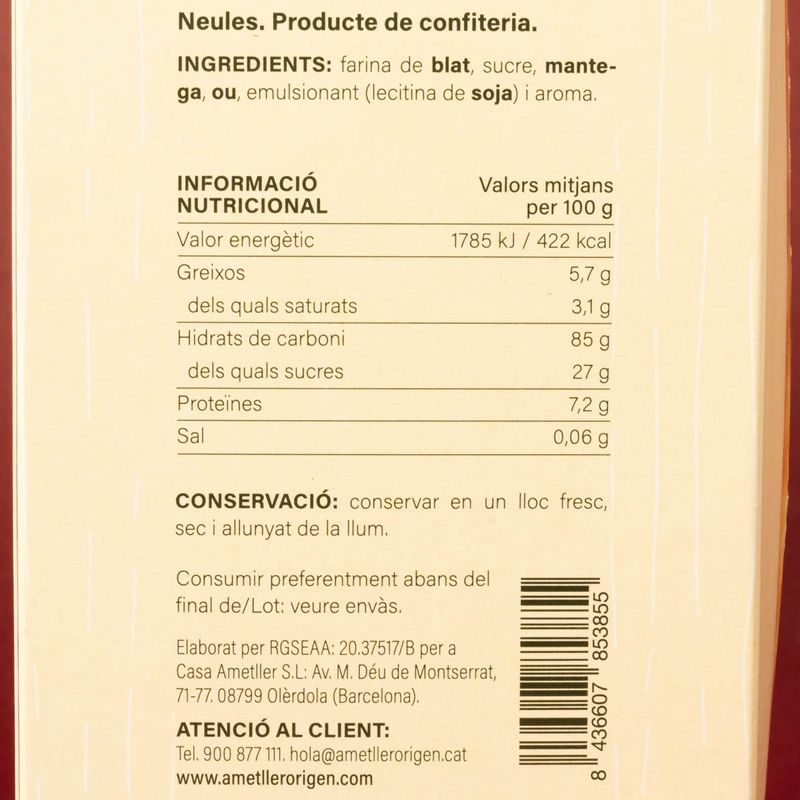 Neules. Producte de confiteria.
INGREDIENTS: farina de blat, sucre, mante-
ga, ou, emulsionant (lecitina de soja) i aroma.
INFORMACIÓ
NUTRICIONAL
Valors mitjans
per 100 g
Valor energètic 1785 kJ / 422 kcal
Greixos 5,7 g
dels quals saturats 3,1 g
Hidrats de carboni 85 g
dels quals sucres 27 g
Proteïnes 7,2 g
Sal 0,06 g
CONSERVACIÓ: conservar en un lloc fresc,
sec i allunyat de la llum.
Consumir preferentment abans del
final de/Lot: veure envàs.
Elaborat per RGSEAA: 20.37517/B per a
Casa Ametller S.L: Av. M. Déu de Montserrat,
71-77. 08799 Olèrdola (Barcelona).
ATENCIÓ AL CLIENT:
Tel. 900 877 111. hola@ametllerorigen.cat
www.ametllerorigen.com
8 436607 853855